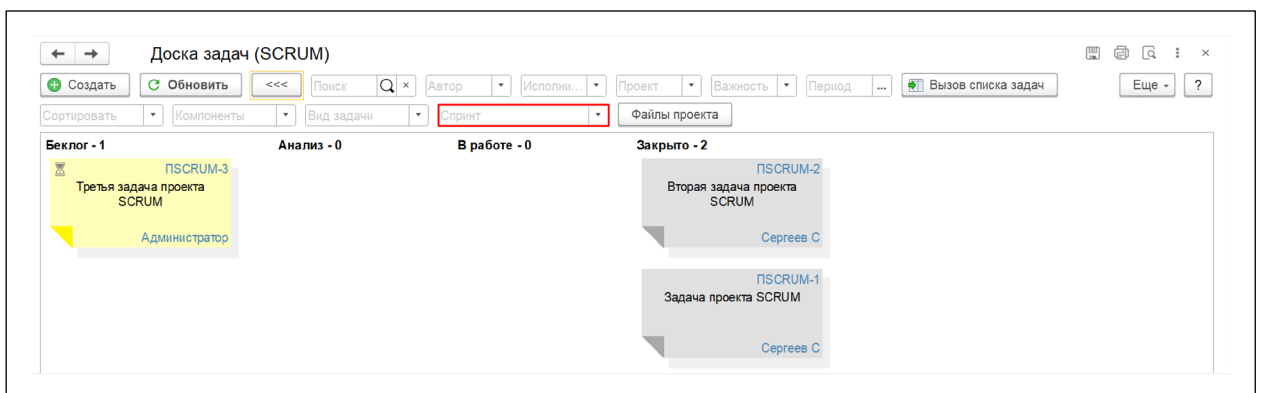 Доска задач (SCRUM)
Создать Обновить <<< Поиск × Автор Исполни... Проект Важность Период ... Вызов списка задач Еще ?
Сортировать Компоненты Вид задачи Спринт Файлы проекта
Беклог - 1 Анализ - 0 В работе - 0 Закрыто - 2
ПSCRUM-3
Третья задача проекта
SCRUM
Администратор
ПSCRUM-2
Вторая задача проекта
SCRUM
Сергеев С
ПSCRUM-1
Задача проекта SCRUM
Сергеев С